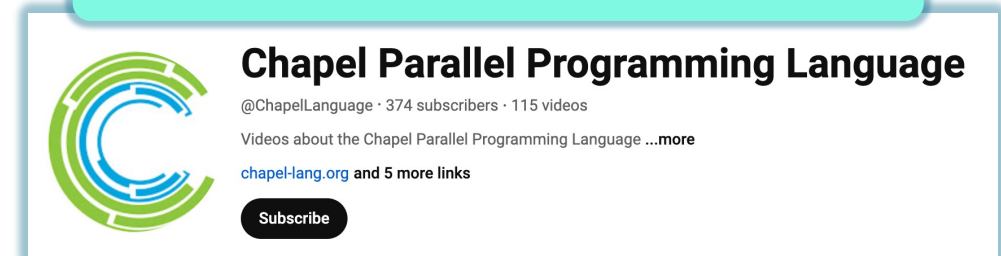 Chapel Parallel Programming Language
@ChapelLanguage · 374 subscribers · 115 videos
Videos about the Chapel Parallel Programming Language ...more
chapel-lang.org and 5 more links
Subscribe